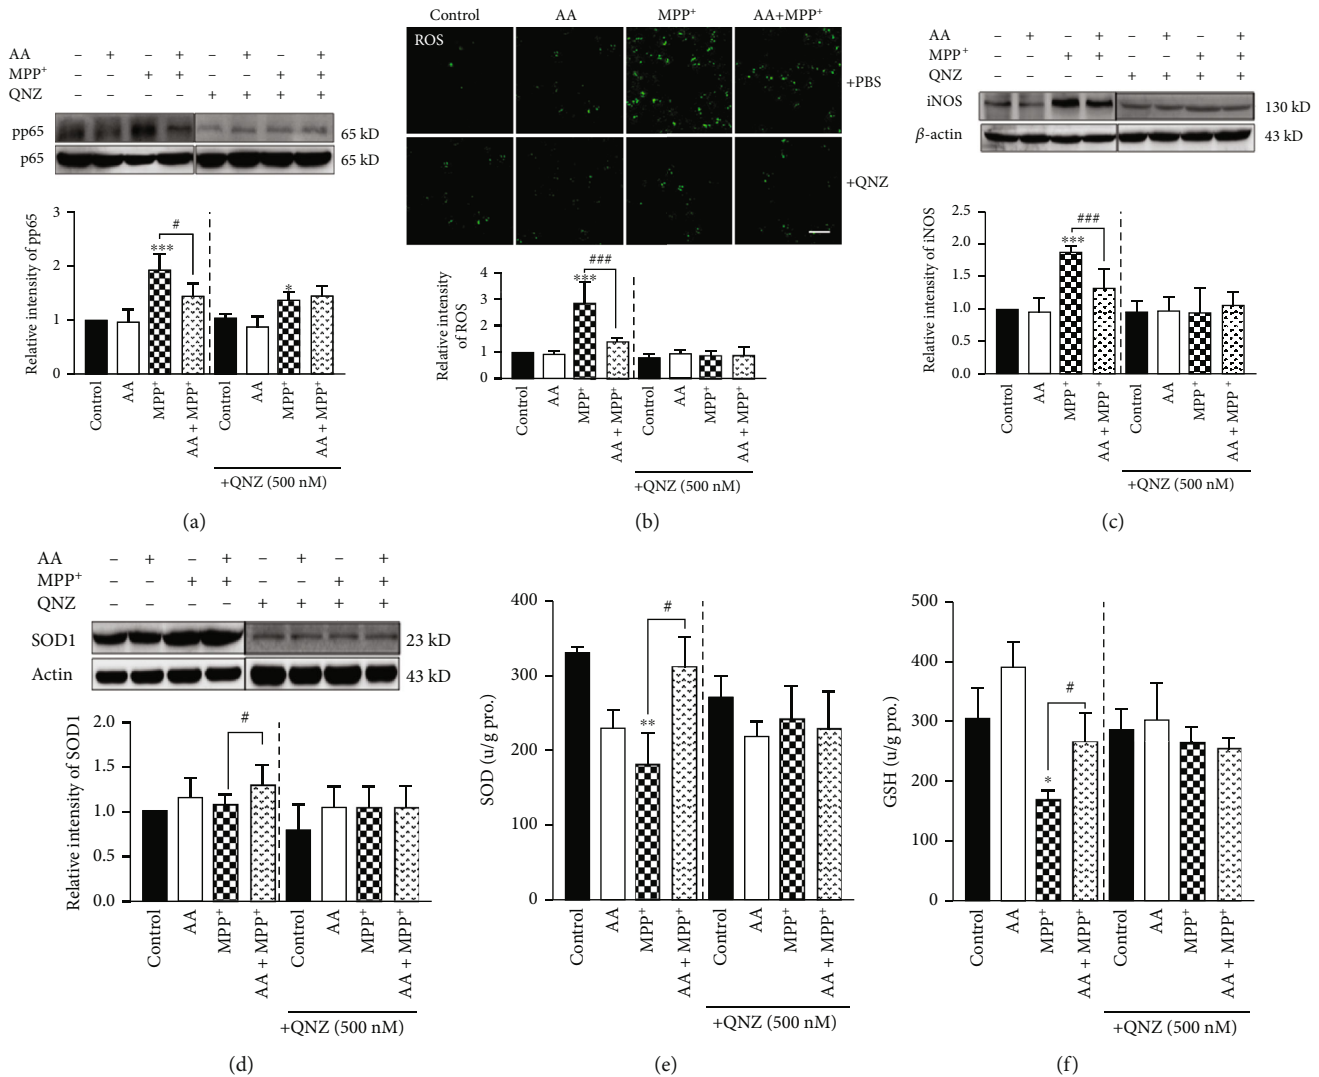 AA – + – + – + – +
MPP+ – – + + – – + +
QNZ – – – – + + + +
pp65 65 kD
p65 65 kD
Relative intensity of pp65
3
2
1
0
*** # *
Control AA MPP+ AA + MPP+ Control AA MPP+ AA + MPP+
+QNZ (500 nM)
(a)
Control AA MPP+ AA+MPP+
ROS
+PBS
+QNZ
Relative intensity
of ROS
4
3
2
1
0
*** ###
Control AA MPP+ AA + MPP+ Control AA MPP+ AA + MPP+
+QNZ (500 nM)
(b)
AA – + – + – + – +
MPP+ – – + + – – + +
QNZ – – – – + + + +
iNOS 130 kD
β-actin 43 kD
Relative intensity of iNOS
2.5
2.0
1.5
1.0
0.5
0.0
*** ###
Control AA MPP+ AA + MPP+ Control AA MPP+ AA + MPP+
+QNZ (500 nM)
(c)
AA – + – + – + – +
MPP+ – – + + – – + +
QNZ – – – – + + + +
SOD1 23 kD
Actin 43 kD
Relative intensity of SOD1
2.0
1.5
1.0
0.5
0.0
#
Control AA MPP+ AA + MPP+ Control AA MPP+ AA + MPP+
+QNZ (500 nM)
(d)
SOD (u/g pro.)
400
300
200
100
0
** #
Control AA MPP+ AA + MPP+ Control AA MPP+ AA + MPP+
+QNZ (500 nM)
(e)
GSH (u/g pro.)
500
400
300
200
100
0
* #
Control AA MPP+ AA + MPP+ Control AA MPP+ AA + MPP+
+QNZ (500 nM)
(f)